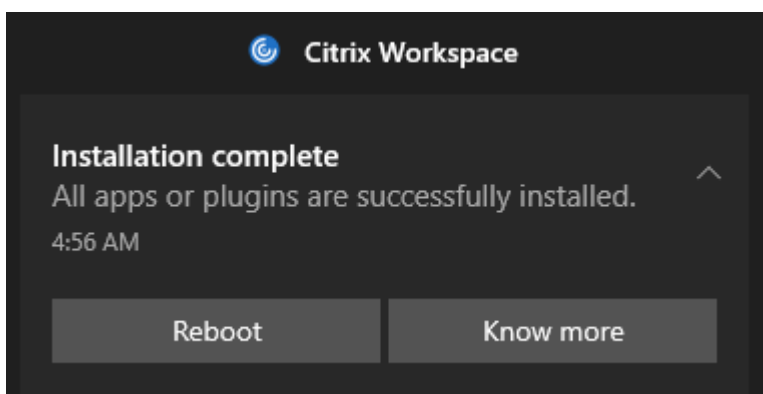 Citrix Workspace
Installation complete
All apps or plugins are successfully installed.
4:56 AM
Reboot
Know more